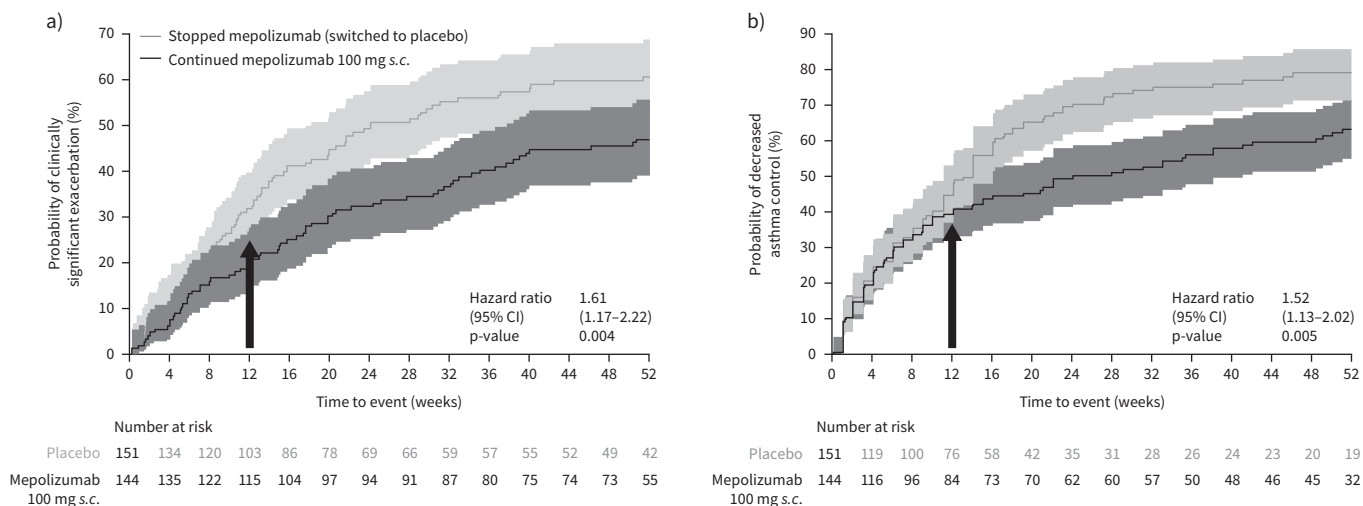 a)
Stopped mepolizumab (switched to placebo)
Continued mepolizumab 100 mg s.c.
Probability of clinically
significant exacerbation (%)
70
60
50
40
30
20
10
0
Hazard ratio 1.61
(95% CI) (1.17–2.22)
p-value 0.004
0 4 8 12 16 20 24 28 32 36 40 44 48 52
Time to event (weeks)
Number at risk
Placebo 151 134 120 103 86 78 69 66 59 57 55 52 49 42
Mepolizumab 144 135 122 115 104 97 94 91 87 80 75 74 73 55
100 mg s.c.
b)
Probability of decreased
asthma control (%)
90
80
70
60
50
40
30
20
10
0
Hazard ratio 1.52
(95% CI) (1.13–2.02)
p-value 0.005
0 4 8 12 16 20 24 28 32 36 40 44 48 52
Time to event (weeks)
Number at risk
Placebo 151 119 100 76 58 42 35 31 28 26 24 23 20 19
Mepolizumab 144 116 96 84 73 70 62 60 57 50 48 46 45 32
100 mg s.c.